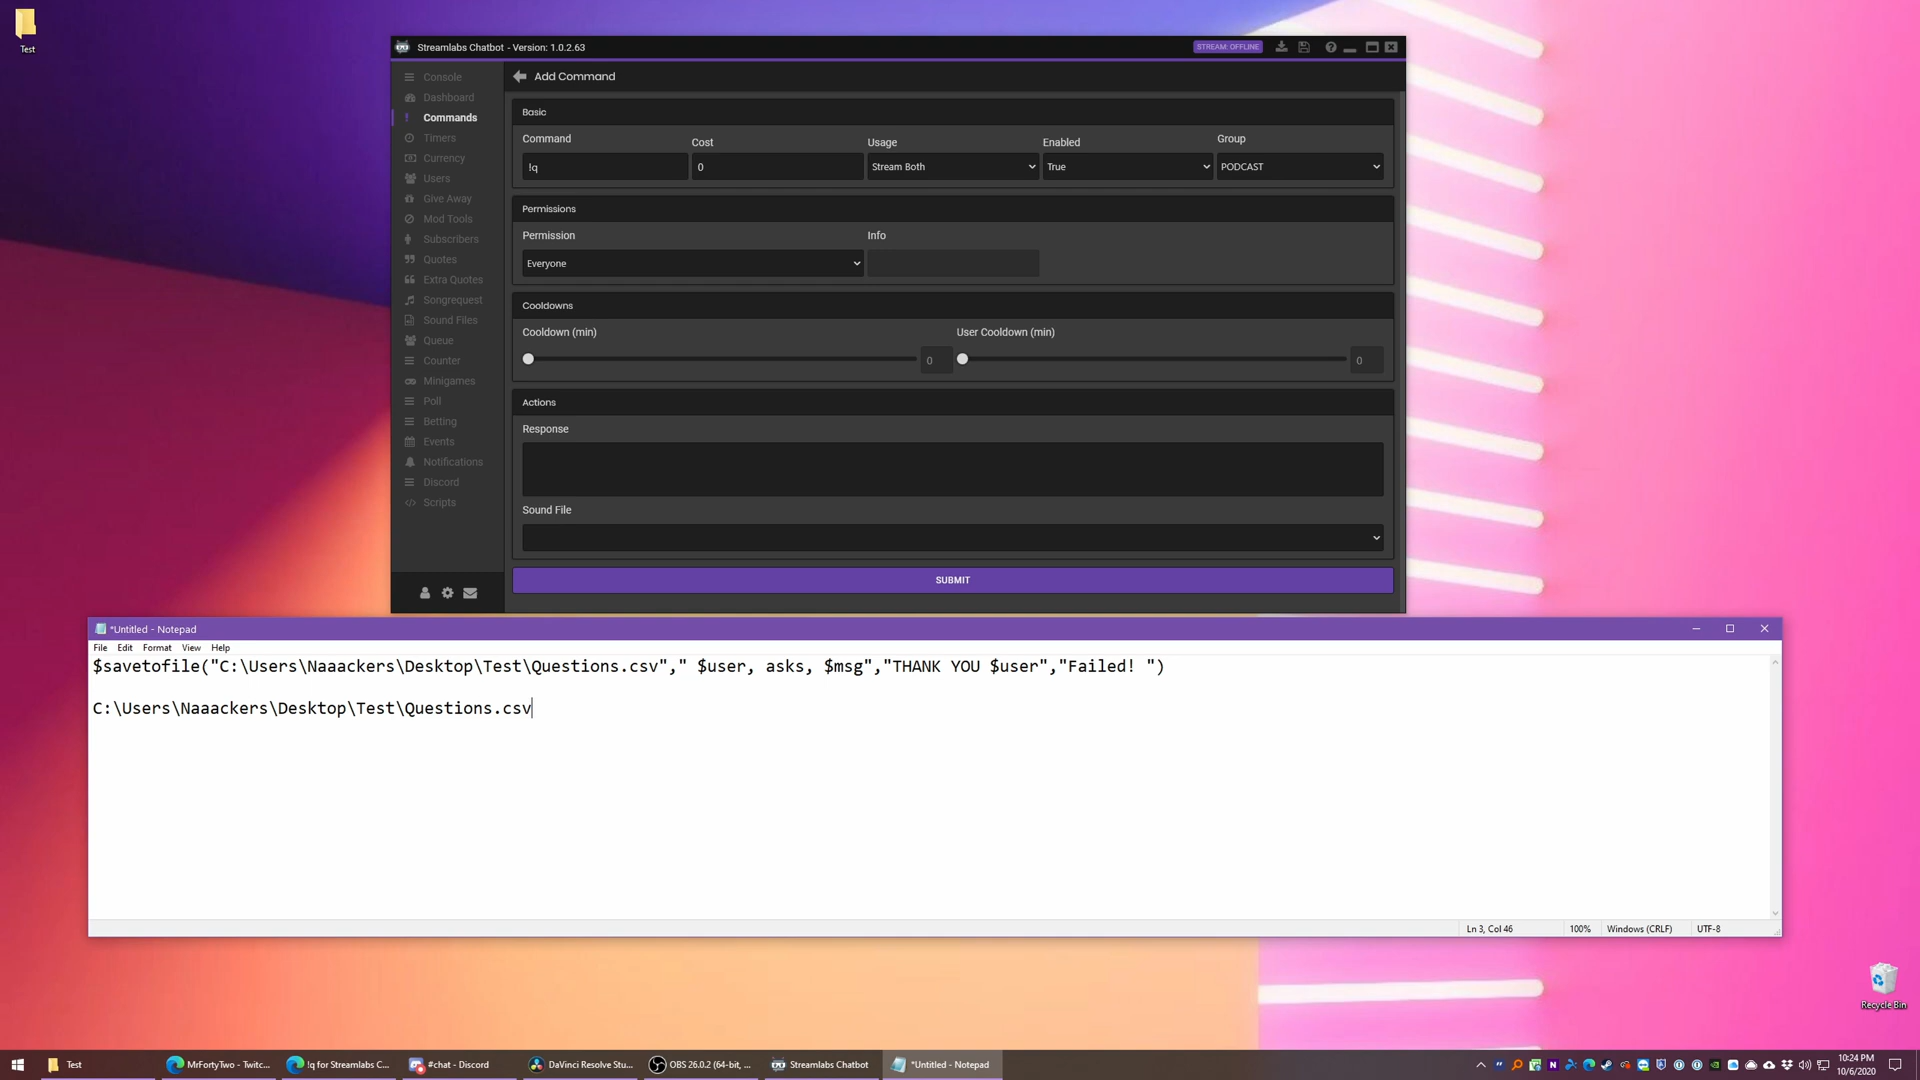 Test
Streamlabs Chatbot - Version: 1.0.2.63
STREAM: OFFLINE
Console
Dashboard
Commands
Timers
Currency
Users
Give Away
Mod Tools
Subscribers
Quotes
Extra Quotes
Songrequest
Sound Files
Queue
Counter
Minigames
Poll
Betting
Events
Notifications
Discord
Scripts
Add Command
Basic
Command Cost Usage Enabled Group
!q 0 Stream Both True PODCAST
Permissions
Permission Info
Everyone
Cooldowns
Cooldown (min) User Cooldown (min)
0 0
Actions
Response
Sound File
SUBMIT
*Untitled - Notepad
File Edit Format View Help
$savetofile("C:\Users\Naaackers\Desktop\Test\Questions.csv"," $user, asks, $msg","THANK YOU $user","Failed! ")
C:\Users\Naaackers\Desktop\Test\Questions.csv
Ln 3, Col 46 100% Windows (CRLF) UTF-8
Recycle Bin
Test MrFortyTwo - Twitc... !q for Streamlabs C... #chat - Discord DaVinci Resolve Stu... OBS 26.0.2 (64-bit, ... Streamlabs Chatbot *Untitled - Notepad
10:24 PM
10/6/2020